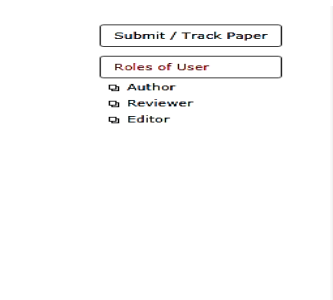 Submit / Track Paper
Roles of User
Author
Reviewer
Editor